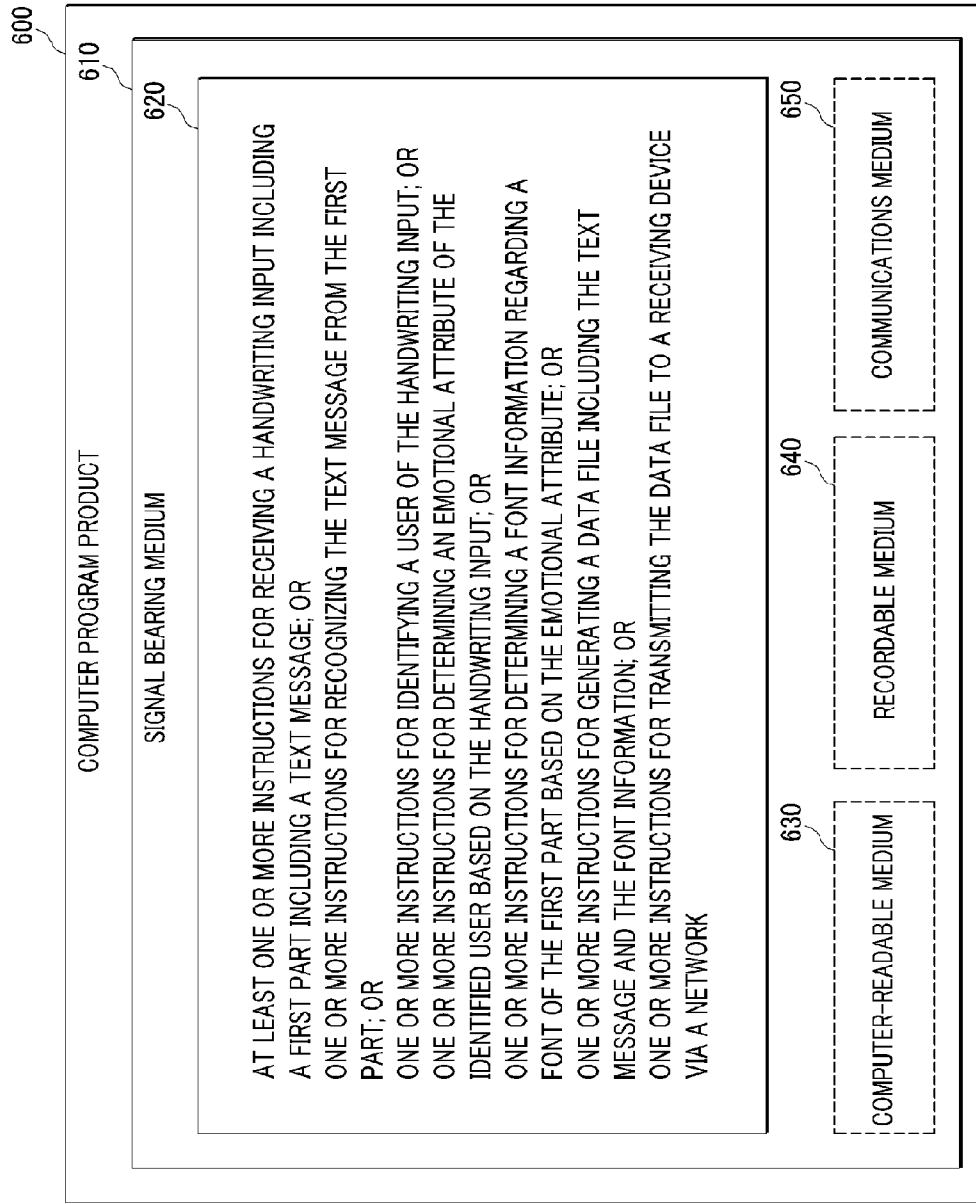 600
COMPUTER PROGRAM PRODUCT
610
SIGNAL BEARING MEDIUM
620
AT LEAST ONE OR MORE INSTRUCTIONS FOR RECEIVING A HANDWRITING INPUT INCLUDING
A FIRST PART INCLUDING A TEXT MESSAGE; OR
ONE OR MORE INSTRUCTIONS FOR RECOGNIZING THE TEXT MESSAGE FROM THE FIRST
PART; OR
ONE OR MORE INSTRUCTIONS FOR IDENTIFYING A USER OF THE HANDWRITING INPUT; OR
ONE OR MORE INSTRUCTIONS FOR DETERMINING AN EMOTIONAL ATTRIBUTE OF THE
IDENTIFIED USER BASED ON THE HANDWRITING INPUT; OR
ONE OR MORE INSTRUCTIONS FOR DETERMINING A FONT INFORMATION REGARDING A
FONT OF THE FIRST PART BASED ON THE EMOTIONAL ATTRIBUTE; OR
ONE OR MORE INSTRUCTIONS FOR GENERATING A DATA FILE INCLUDING THE TEXT
MESSAGE AND THE FONT INFORMATION; OR
ONE OR MORE INSTRUCTIONS FOR TRANSMITTING THE DATA FILE TO A RECEIVING DEVICE
VIA A NETWORK
630
COMPUTER-READABLE MEDIUM
640
RECORDABLE MEDIUM
650
COMMUNICATIONS MEDIUM